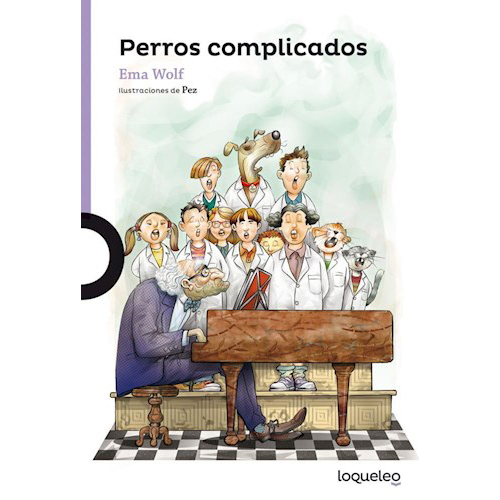 Perros complicados
Ema Wolf
Ilustraciones de Pez
loqueleo